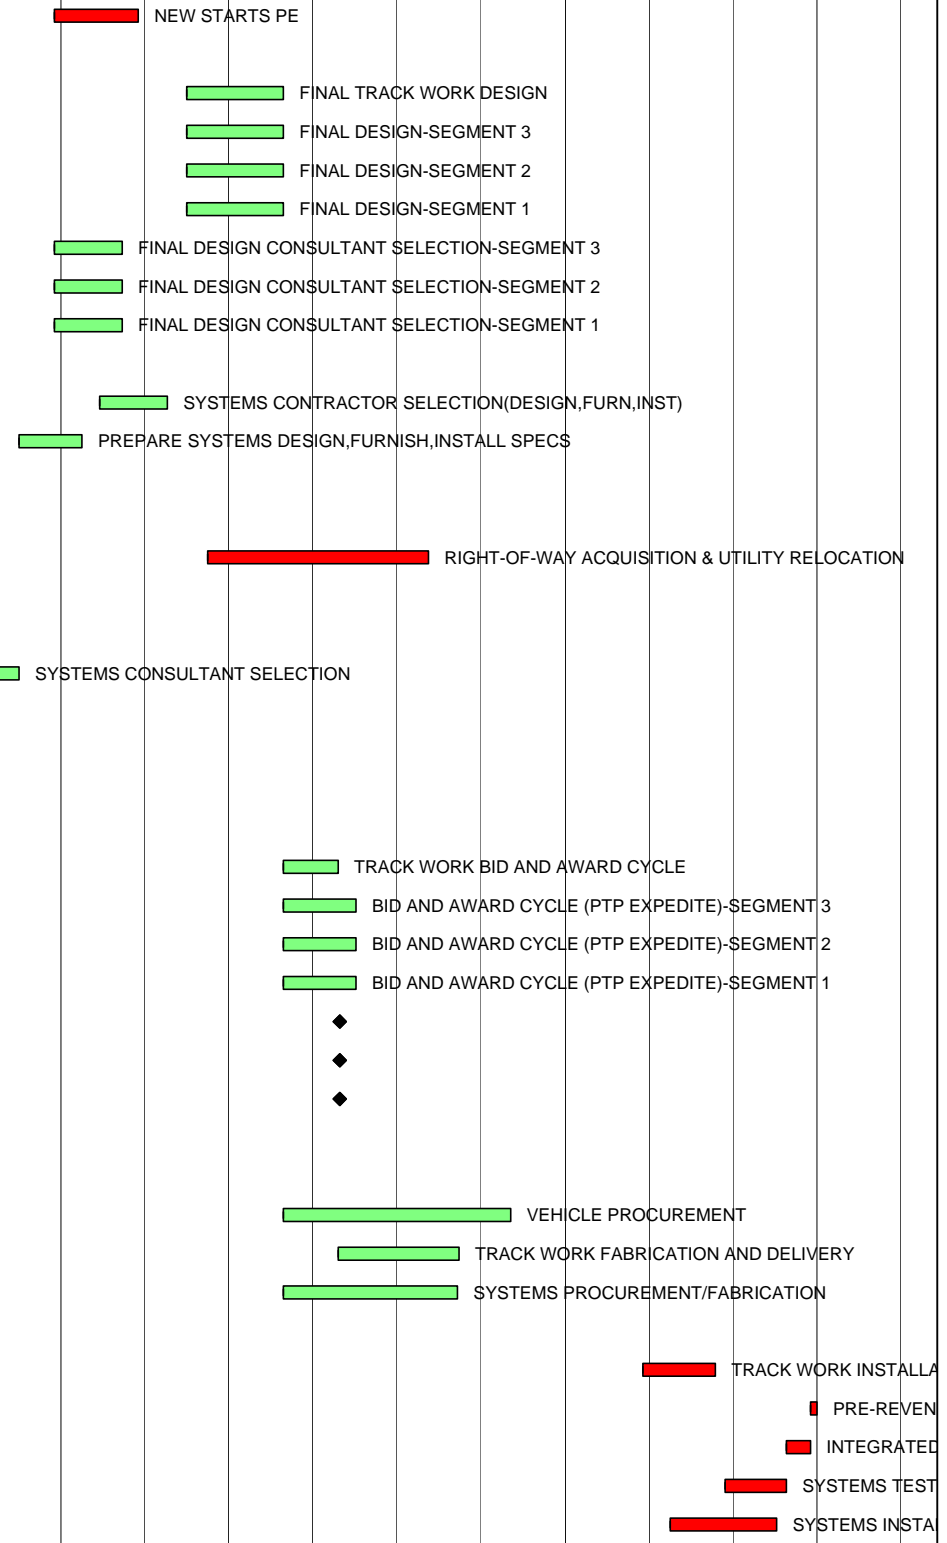 NEW STARTS PE
FINAL TRACK WORK DESIGN
FINAL DESIGN-SEGMENT 3
FINAL DESIGN-SEGMENT 2
FINAL DESIGN-SEGMENT 1
FINAL DESIGN CONSULTANT SELECTION-SEGMENT 3
FINAL DESIGN CONSULTANT SELECTION-SEGMENT 2
FINAL DESIGN CONSULTANT SELECTION-SEGMENT 1
SYSTEMS CONTRACTOR SELECTION(DESIGN,FURN,INST)
PREPARE SYSTEMS DESIGN,FURNISH,INSTALL SPECS
RIGHT-OF-WAY ACQUISITION & UTILITY RELOCATION
SYSTEMS CONSULTANT SELECTION
TRACK WORK BID AND AWARD CYCLE
BID AND AWARD CYCLE (PTP EXPEDITE)-SEGMENT 3
BID AND AWARD CYCLE (PTP EXPEDITE)-SEGMENT 2
BID AND AWARD CYCLE (PTP EXPEDITE)-SEGMENT 1
VEHICLE PROCUREMENT
TRACK WORK FABRICATION AND DELIVERY
SYSTEMS PROCUREMENT/FABRICATION
TRACK WORK INSTALLA
PRE-REVEN
INTEGRATED
SYSTEMS TEST
SYSTEMS INSTAL